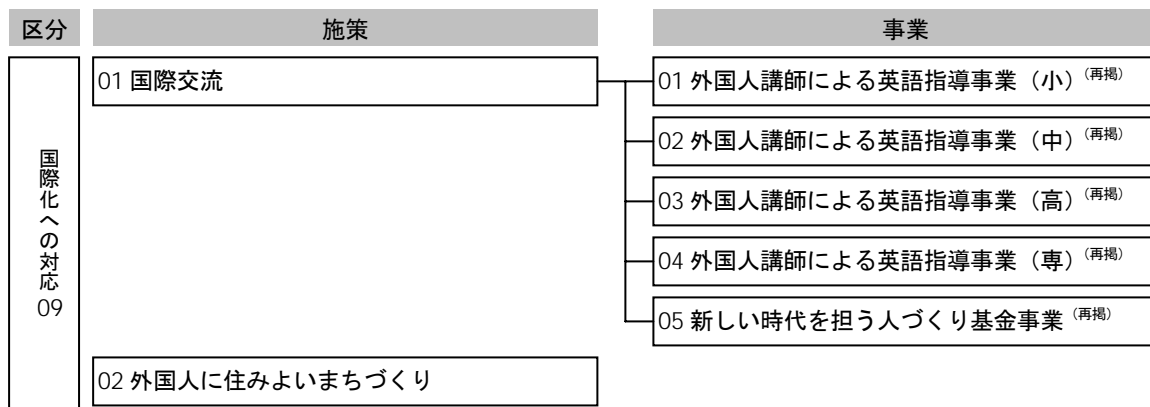 区分 施策 事業
国際化への対応 09
01 国際交流
01 外国人講師による英語指導事業（小）（再掲）
02 外国人講師による英語指導事業（中）（再掲）
03 外国人講師による英語指導事業（高）（再掲）
04 外国人講師による英語指導事業（専）（再掲）
05 新しい時代を担う人づくり基金事業（再掲）
02 外国人に住みよいまちづくり